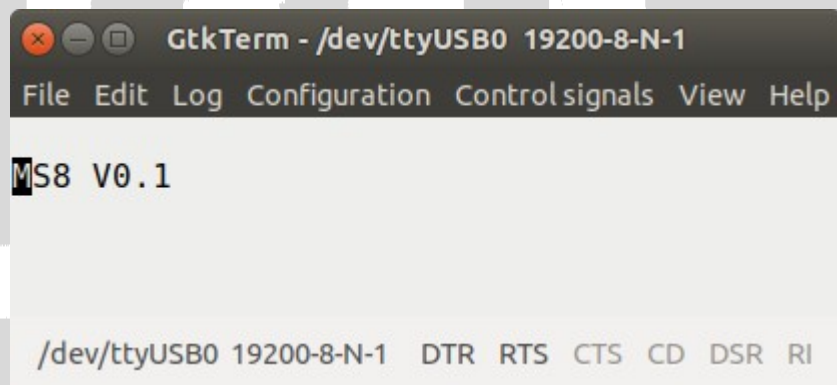 GtkTerm - /dev/ttyUSB0 19200-8-N-1
File Edit Log Configuration Control signals View Help
MS8 V0.1
/dev/ttyUSB0 19200-8-N-1 DTR RTS CTS CD DSR RI